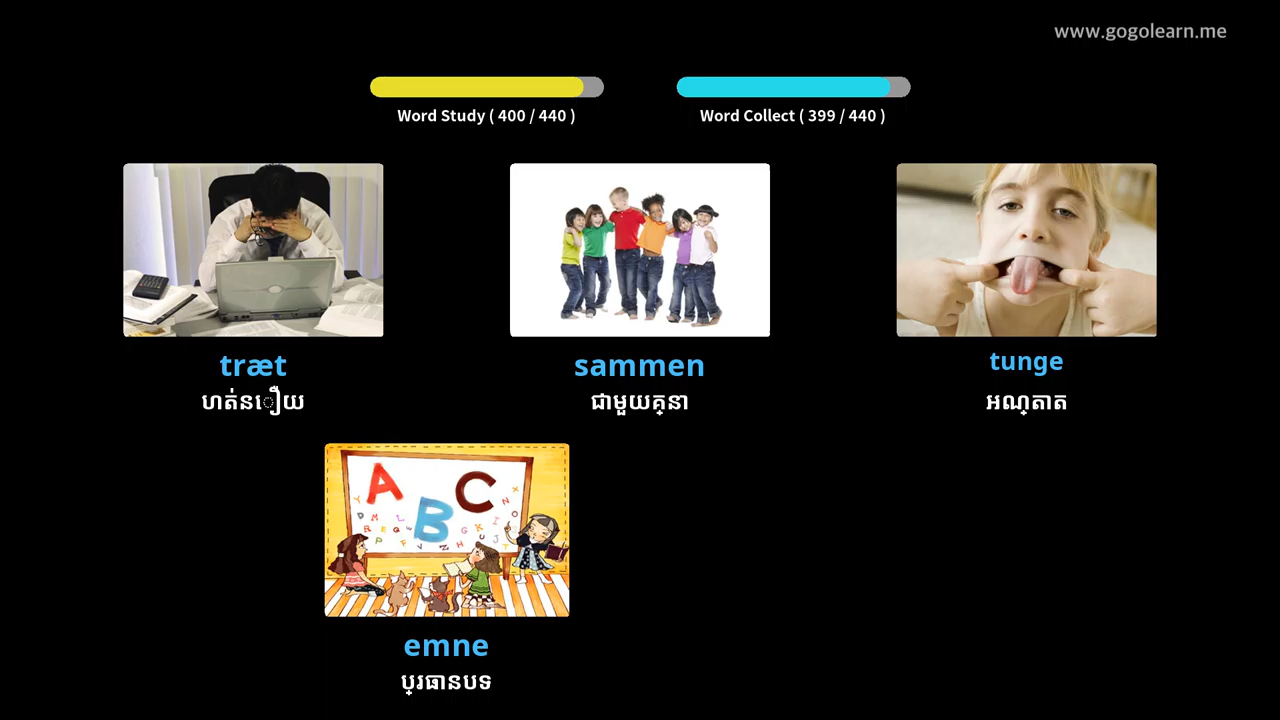 www.gogolearn.me
Word Study ( 400 / 440 )
Word Collect ( 399 / 440 )
træt
ហត់នឿយ
sammen
ជាមួយគ្នា
tunge
អណ្តាត
A
B
C
emne
ប្រធានបទ